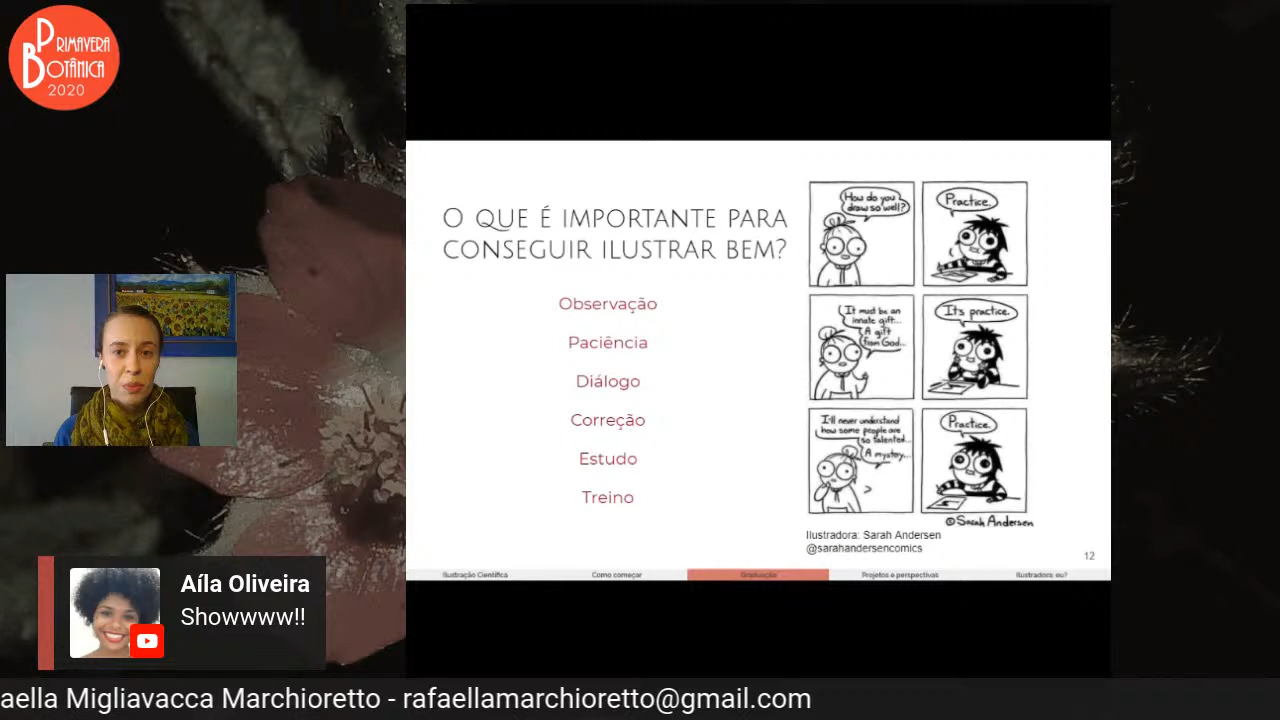 PRIMAVERA
BOTÂNICA
2020
O QUE É IMPORTANTE PARA
CONSEGUIR ILUSTRAR BEM?
Observação
Paciência
Diálogo
Correção
Estudo
Treino
How do you
draw so well?
Practice.
It must be an
innate gift...
A gift
from God...
It's practice.
I'll never understand
how some people are
so talented...
A mystery...
Practice.
© Sarah Andersen
Ilustradora: Sarah Andersen
@sarahandersencomics
12
Ilustração Científica
Como começar
Graduação
Projetos e perspectivas
Ilustradora: eu?
Aíla Oliveira
Showwww!!
aella Migliavacca Marchioretto - rafaellamarchioretto@gmail.com